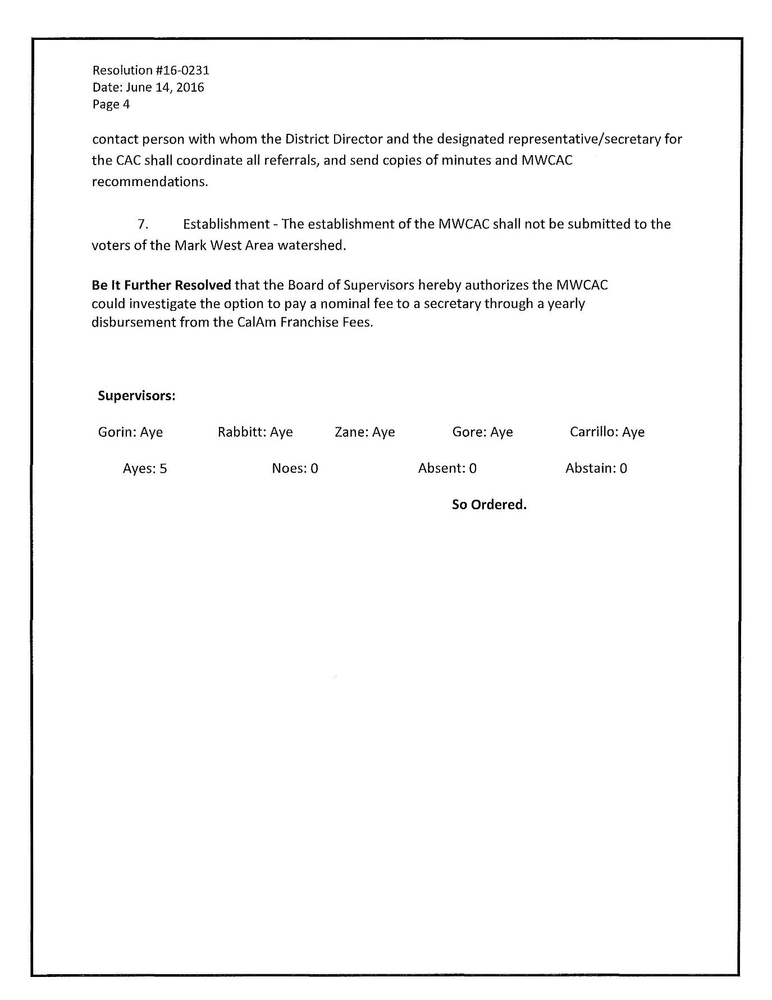 Resolution #16-0231
Date: June 14, 2016
Page 4
contact person with whom the District Director and the designated representative/secretary for
the CAC shall coordinate all referrals, and send copies of minutes and MWCAC
recommendations.
7. Establishment - The establishment of the MWCAC shall not be submitted to the
voters of the Mark West Area watershed.
Be It Further Resolved that the Board of Supervisors hereby authorizes the MWCAC
could investigate the option to pay a nominal fee to a secretary through a yearly
disbursement from the CalAm Franchise Fees.
Supervisors:
Gorin: Aye Rabbitt: Aye Zane: Aye Gore: Aye Carrillo: Aye
Ayes: 5 Noes: 0 Absent: 0 Abstain: 0
So Ordered.